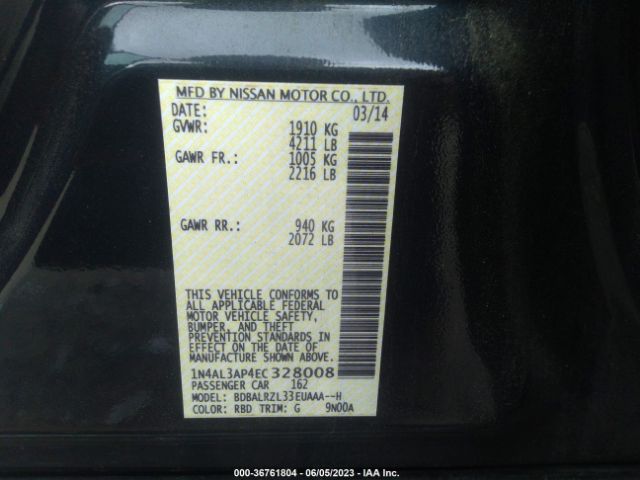 MFD BY NISSAN MOTOR CO., LTD.
DATE: 03/14
GVWR: 1910 KG
4211 LB
GAWR FR.: 1005 KG
2216 LB
GAWR RR.: 940 KG
2072 LB
THIS VEHICLE CONFORMS TO
ALL APPLICABLE FEDERAL
MOTOR VEHICLE SAFETY,
BUMPER, AND THEFT
PREVENTION STANDARDS IN
EFFECT ON THE DATE OF
MANUFACTURE SHOWN ABOVE.
1N4AL3AP4EC328008
PASSENGER CAR 162
MODEL: BDBALRZL33EUAAA--H
COLOR: RBD TRIM: G 9N00A
000-36761804 - 06/05/2023 - IAA Inc.